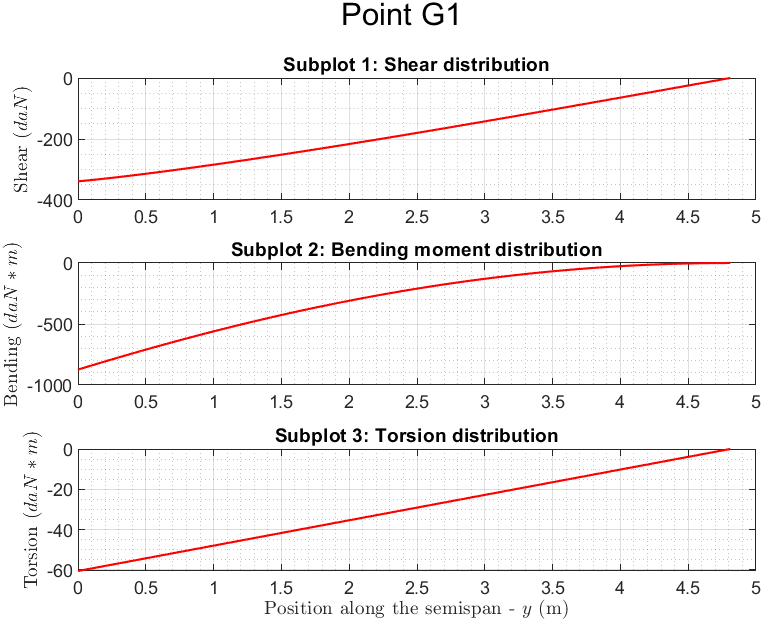 Point G1
Subplot 1: Shear distribution
Shear (daN)
0
-200
-400
0 0.5 1 1.5 2 2.5 3 3.5 4 4.5 5
Subplot 2: Bending moment distribution
Bending (daN * m)
0
-500
-1000
0 0.5 1 1.5 2 2.5 3 3.5 4 4.5 5
Subplot 3: Torsion distribution
Torsion (daN * m)
0
-20
-40
-60
0 0.5 1 1.5 2 2.5 3 3.5 4 4.5 5
Position along the semispan - y (m)